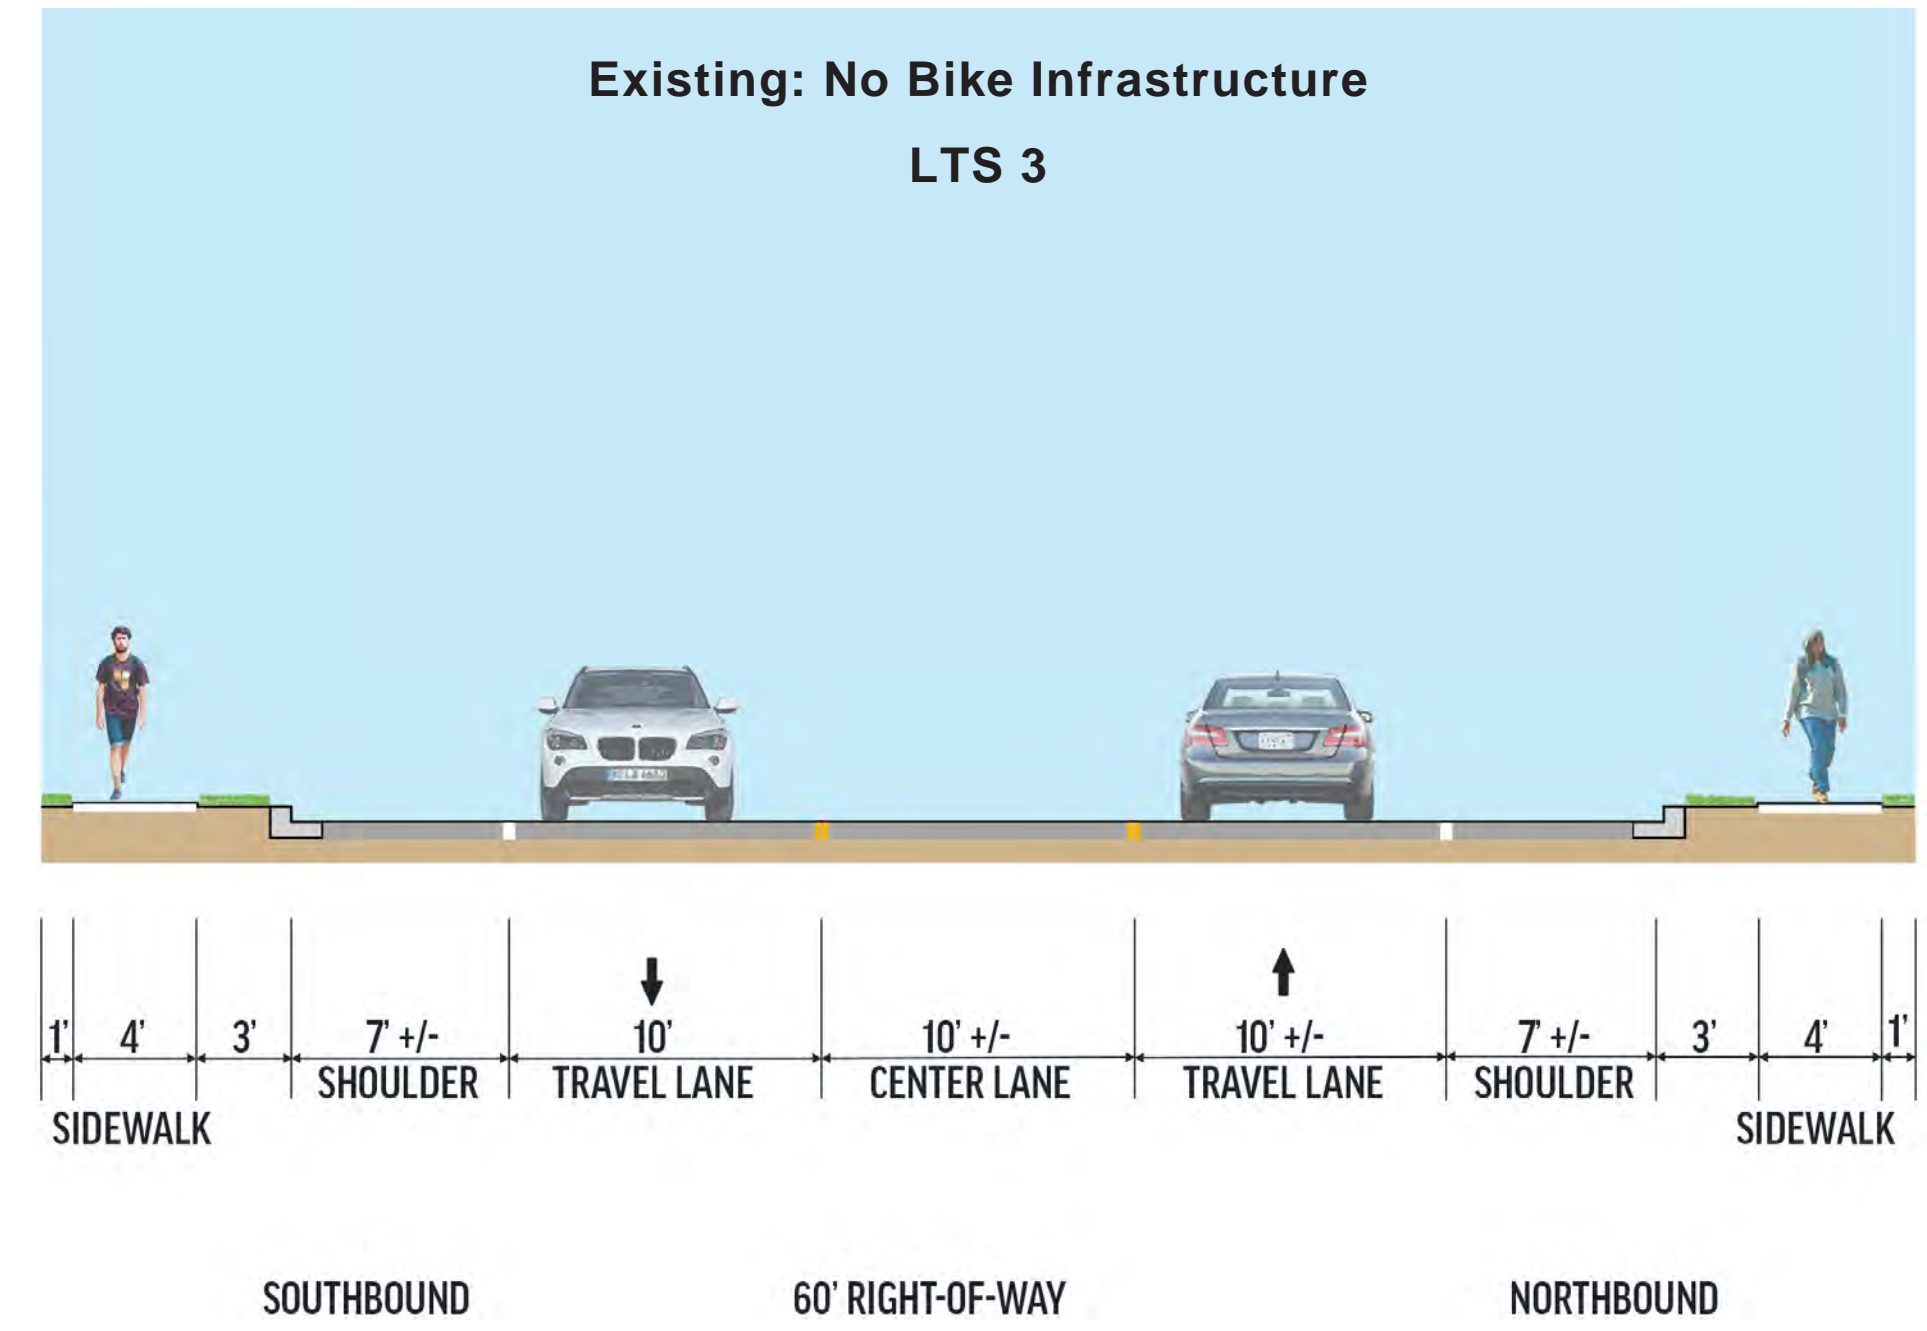 Existing: No Bike Infrastructure
LTS 3
1’ 4’ 3’ 7’ +/- 10’ 10’ +/- 10’ +/- 7’ +/- 3’ 4’ 1’
SHOULDER TRAVEL LANE CENTER LANE TRAVEL LANE SHOULDER
SIDEWALK SIDEWALK
SOUTHBOUND 60’ RIGHT-OF-WAY NORTHBOUND